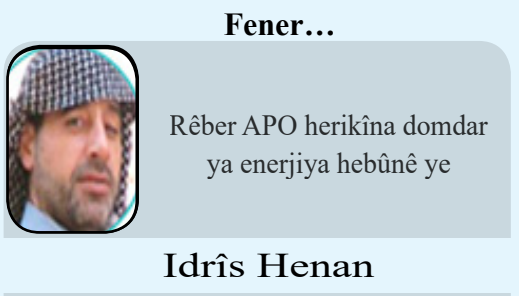 Fener…
Rêber APO herikîna domdar
ya enerjiya hebûnê ye
Idrîs Henan